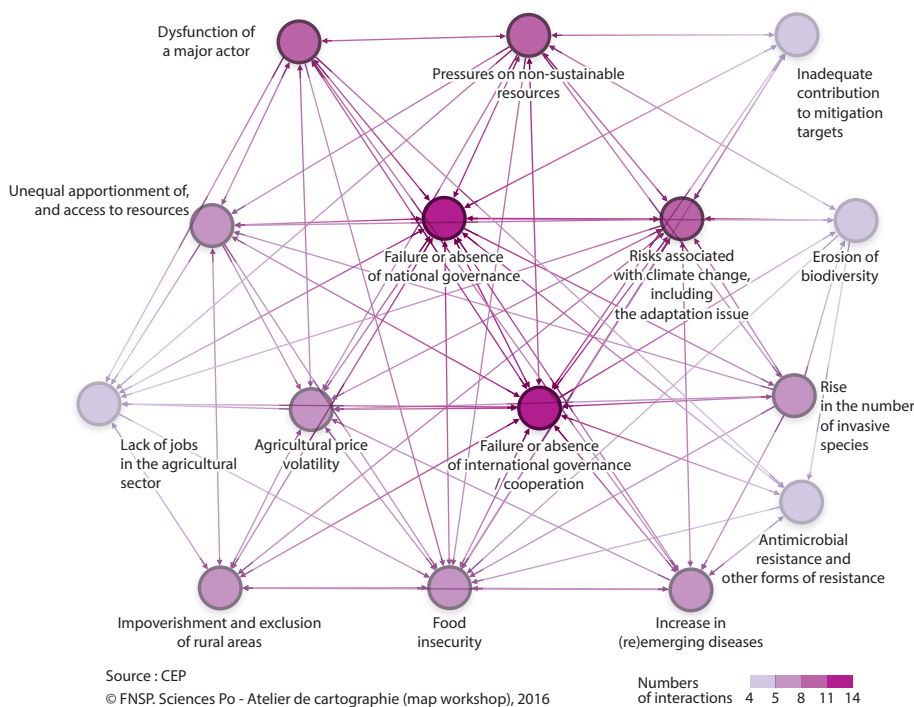 Dysfunction of
a major actor
Pressures on non-sustainable
resources
Inadequate
contribution
to mitigation
targets
Unequal apportionment of,
and access to resources
Failure or absence
of national governance
Risks associated
with climate change,
including
the adaptation issue
Erosion of
biodiversity
Lack of jobs
in the agricultural
sector
Agricultural price
volatility
Failure or absence
of international governance
/ cooperation
Rise
in the number
of invasive
species
Antimicrobial
resistance and
other forms of resistance
Impoverishment and exclusion
of rural areas
Food
insecurity
Increase in
(re)emerging diseases
Source : CEP
© FNSP. Sciences Po - Atelier de cartographie (map workshop), 2016
Numbers
of interactions
4 5 8 11 14